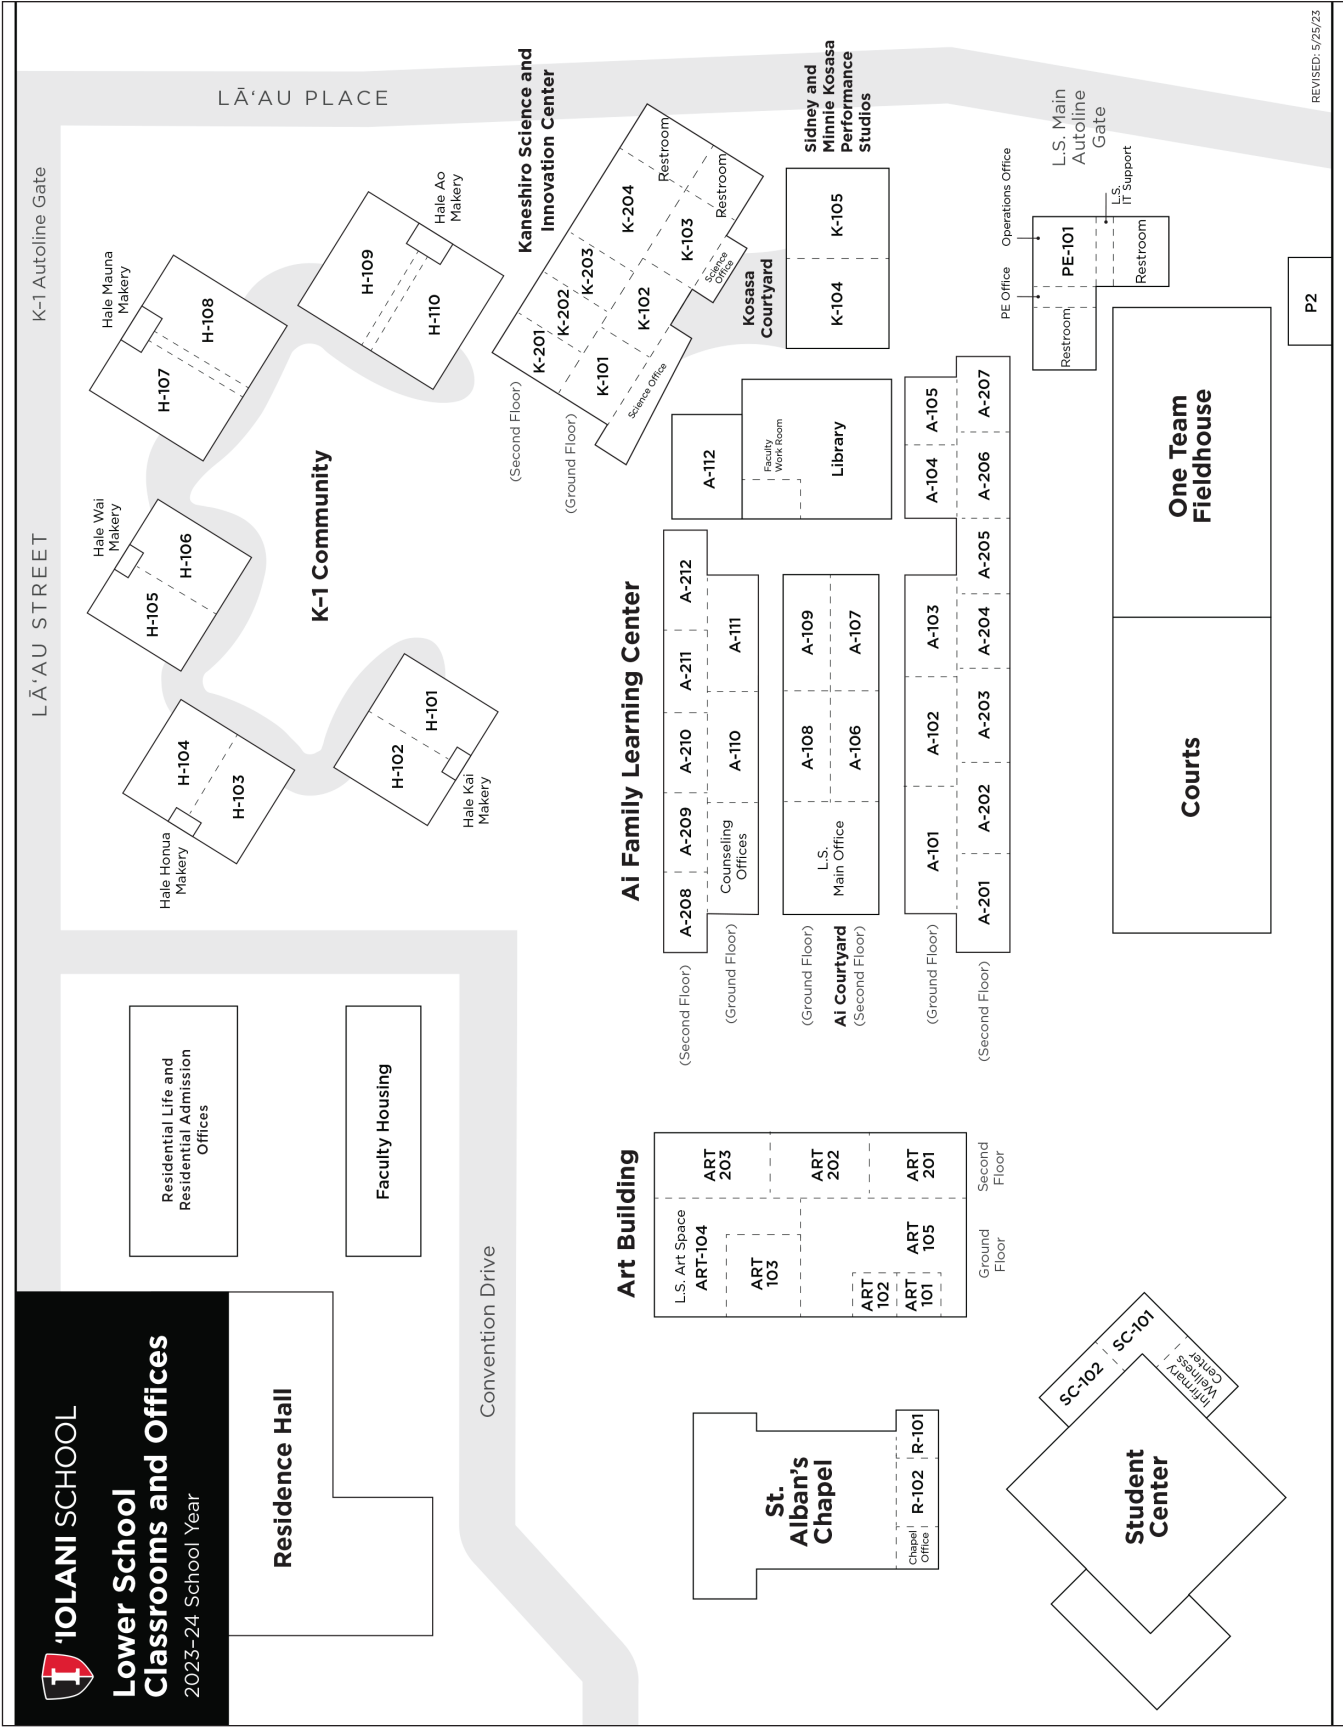 ʻIOLANI SCHOOL
Lower School
Classrooms and Offices
2023–24 School Year
LĀʻAU STREET
K–1 Autoline Gate
LĀʻAU PLACE
Residence Hall
Residential Life and
Residential Admission
Offices
Faculty Housing
Convention Drive
K–1 Community
Hale Honua
Makery
H-104
H-103
Hale Kai
Makery
H-102
H-101
Hale Wai
Makery
H-105
H-106
Hale Mauna
Makery
H-107
H-108
Hale Ao
Makery
H-109
H-110
Kaneshiro Science and
Innovation Center
(Second Floor)
(Ground Floor)
K-201
K-202
K-203
K-204
Restroom
K-101
K-102
K-103
Restroom
Science Office
Science
Office
Kosasa
Courtyard
Sidney and
Minnie Kosasa
Performance
Studios
K-104
K-105
Ai Family Learning Center
(Second Floor)
A-208
A-209
A-210
A-211
A-212
(Ground Floor)
Counseling
Offices
A-110
A-111
A-112
Faculty
Work Room
Library
(Ground Floor)
Ai Courtyard
(Second Floor)
L.S.
Main Office
A-108
A-109
A-106
A-107
(Ground Floor)
A-101
A-102
A-103
A-104
A-105
(Second Floor)
A-201
A-202
A-203
A-204
A-205
A-206
A-207
Art Building
L.S. Art Space
ART-104
ART
103
ART
102
ART
101
ART
105
ART
203
ART
202
ART
201
Ground
Floor
Second
Floor
St.
Alban’s
Chapel
Chapel
Office
R-102
R-101
Student
Center
SC-102
SC-101
Infirmary
Wellness
Center
Courts
One Team
Fieldhouse
PE Office
Operations Office
Restroom
PE-101
Restroom
L.S.
IT Support
L.S. Main
Autoline
Gate
P2
REVISED: 5/25/23